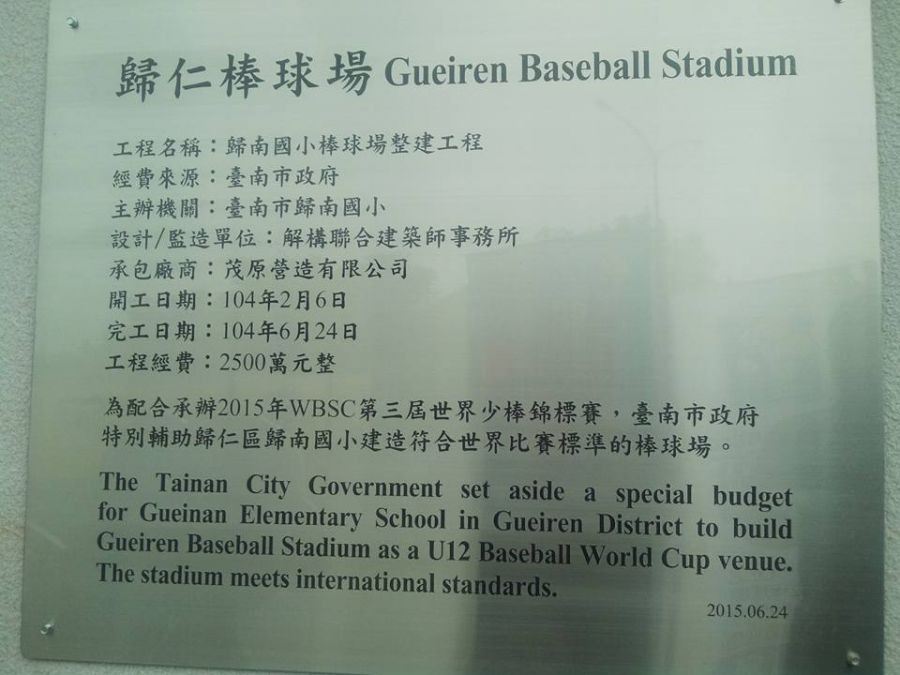 歸仁棒球場 Gueiren Baseball Stadium
工程名稱：歸南國小棒球場整建工程
經費來源：臺南市政府
主辦機關：臺南市歸南國小
設計/監造單位：解構聯合建築師事務所
承包廠商：茂原營造有限公司
開工日期：104年2月6日
完工日期：104年6月24日
工程經費：2500萬元整
為配合承辦2015年WBSC第三屆世界少棒錦標賽，臺南市政府
特別輔助歸仁區歸南國小建造符合世界比賽標準的棒球場。
The Tainan City Government set aside a special budget
for Gueinan Elementary School in Gueiren District to build
Gueiren Baseball Stadium as a U12 Baseball World Cup venue.
The stadium meets international standards.
2015.06.24